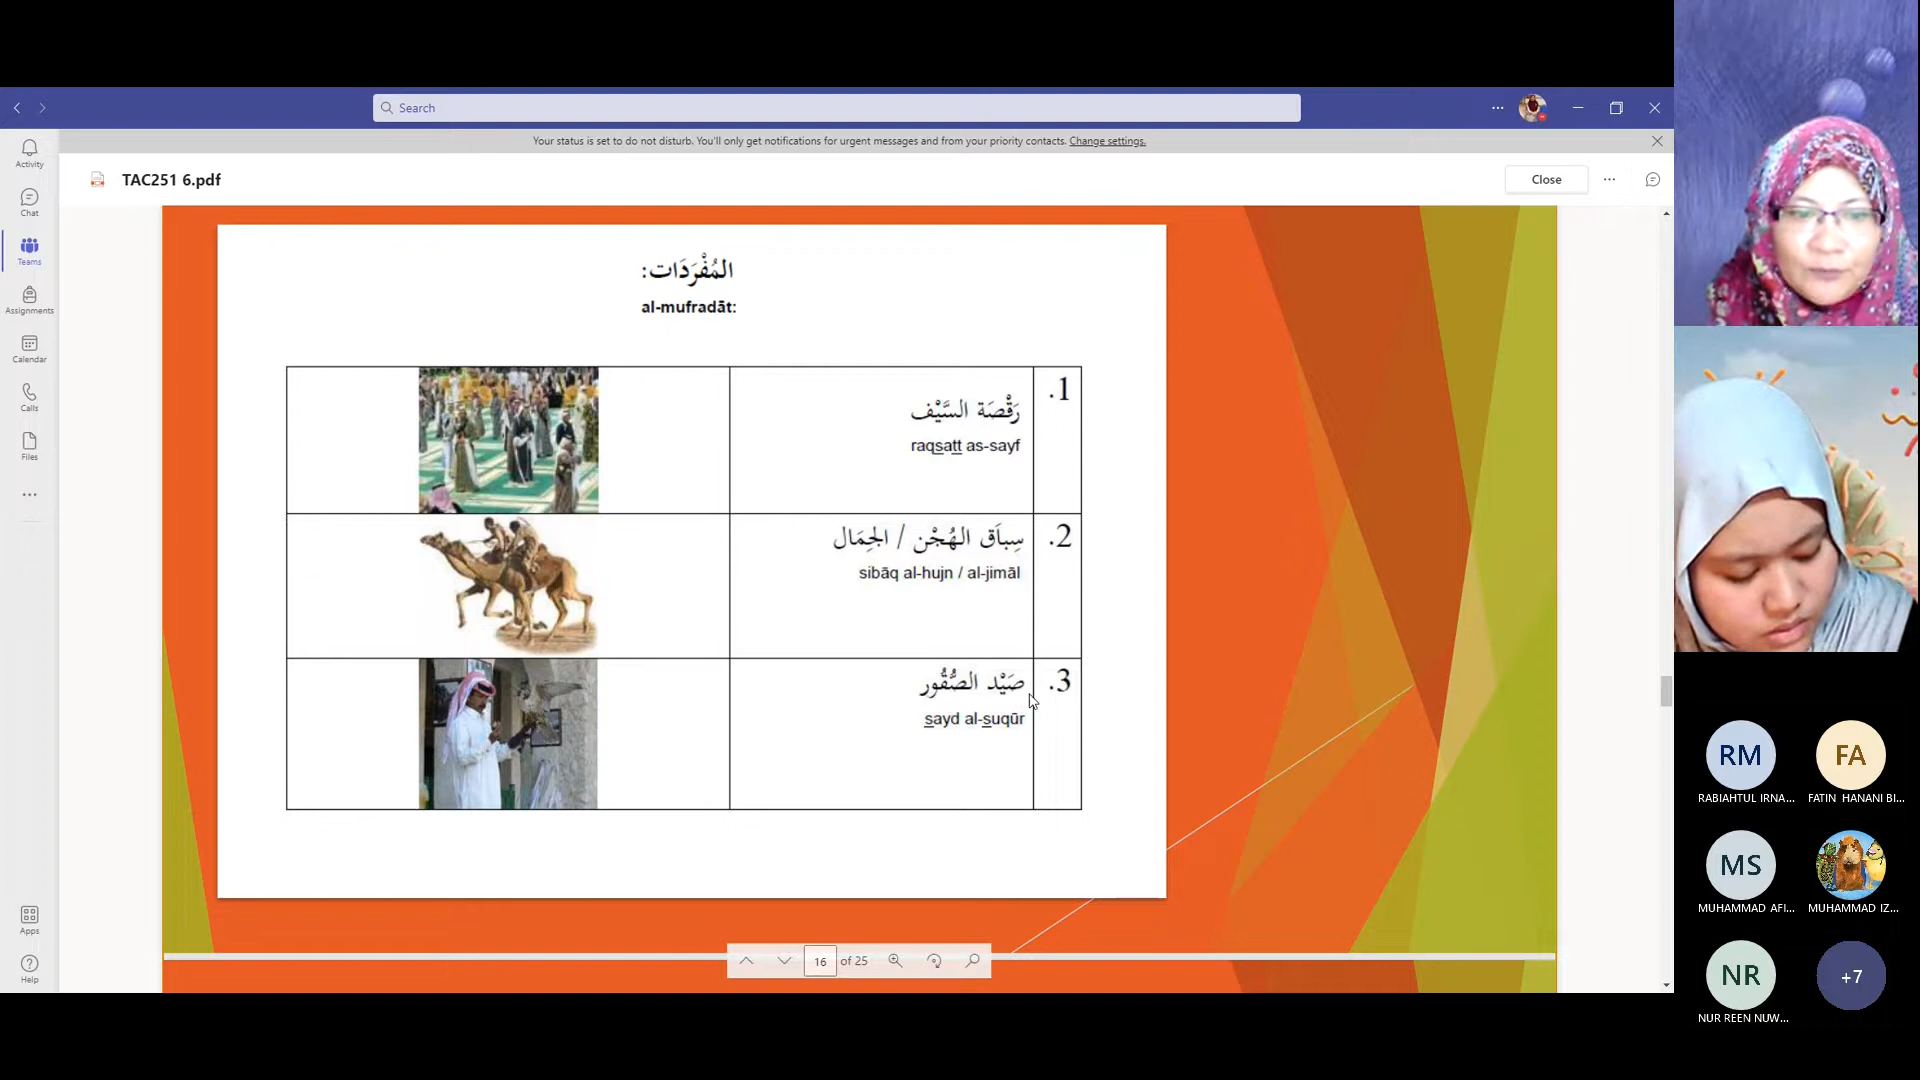 Search
Your status is set to do not disturb. You'll only get notifications for urgent messages and from your priority contacts. Change settings.
Activity
Chat
Teams
Assignments
Calendar
Calls
Files
Apps
Help
TAC251 6.pdf
Close
المُفْرَدَات:
al-mufradāt:
1.
رَقْصَة السَّيْف
raqsatt as-sayf
2.
سِبَاق الهُجْن / الجِمَال
sibāq al-hujn / al-jimāl
3.
صَيْد الصُّقُور
sayd al-suqūr
16 of 25
RM
RABIAHTUL IRNA...
FA
FATIN HANANI BI...
MS
MUHAMMAD AFI...
MUHAMMAD IZ...
NR
NUR REEN NUW...
+7